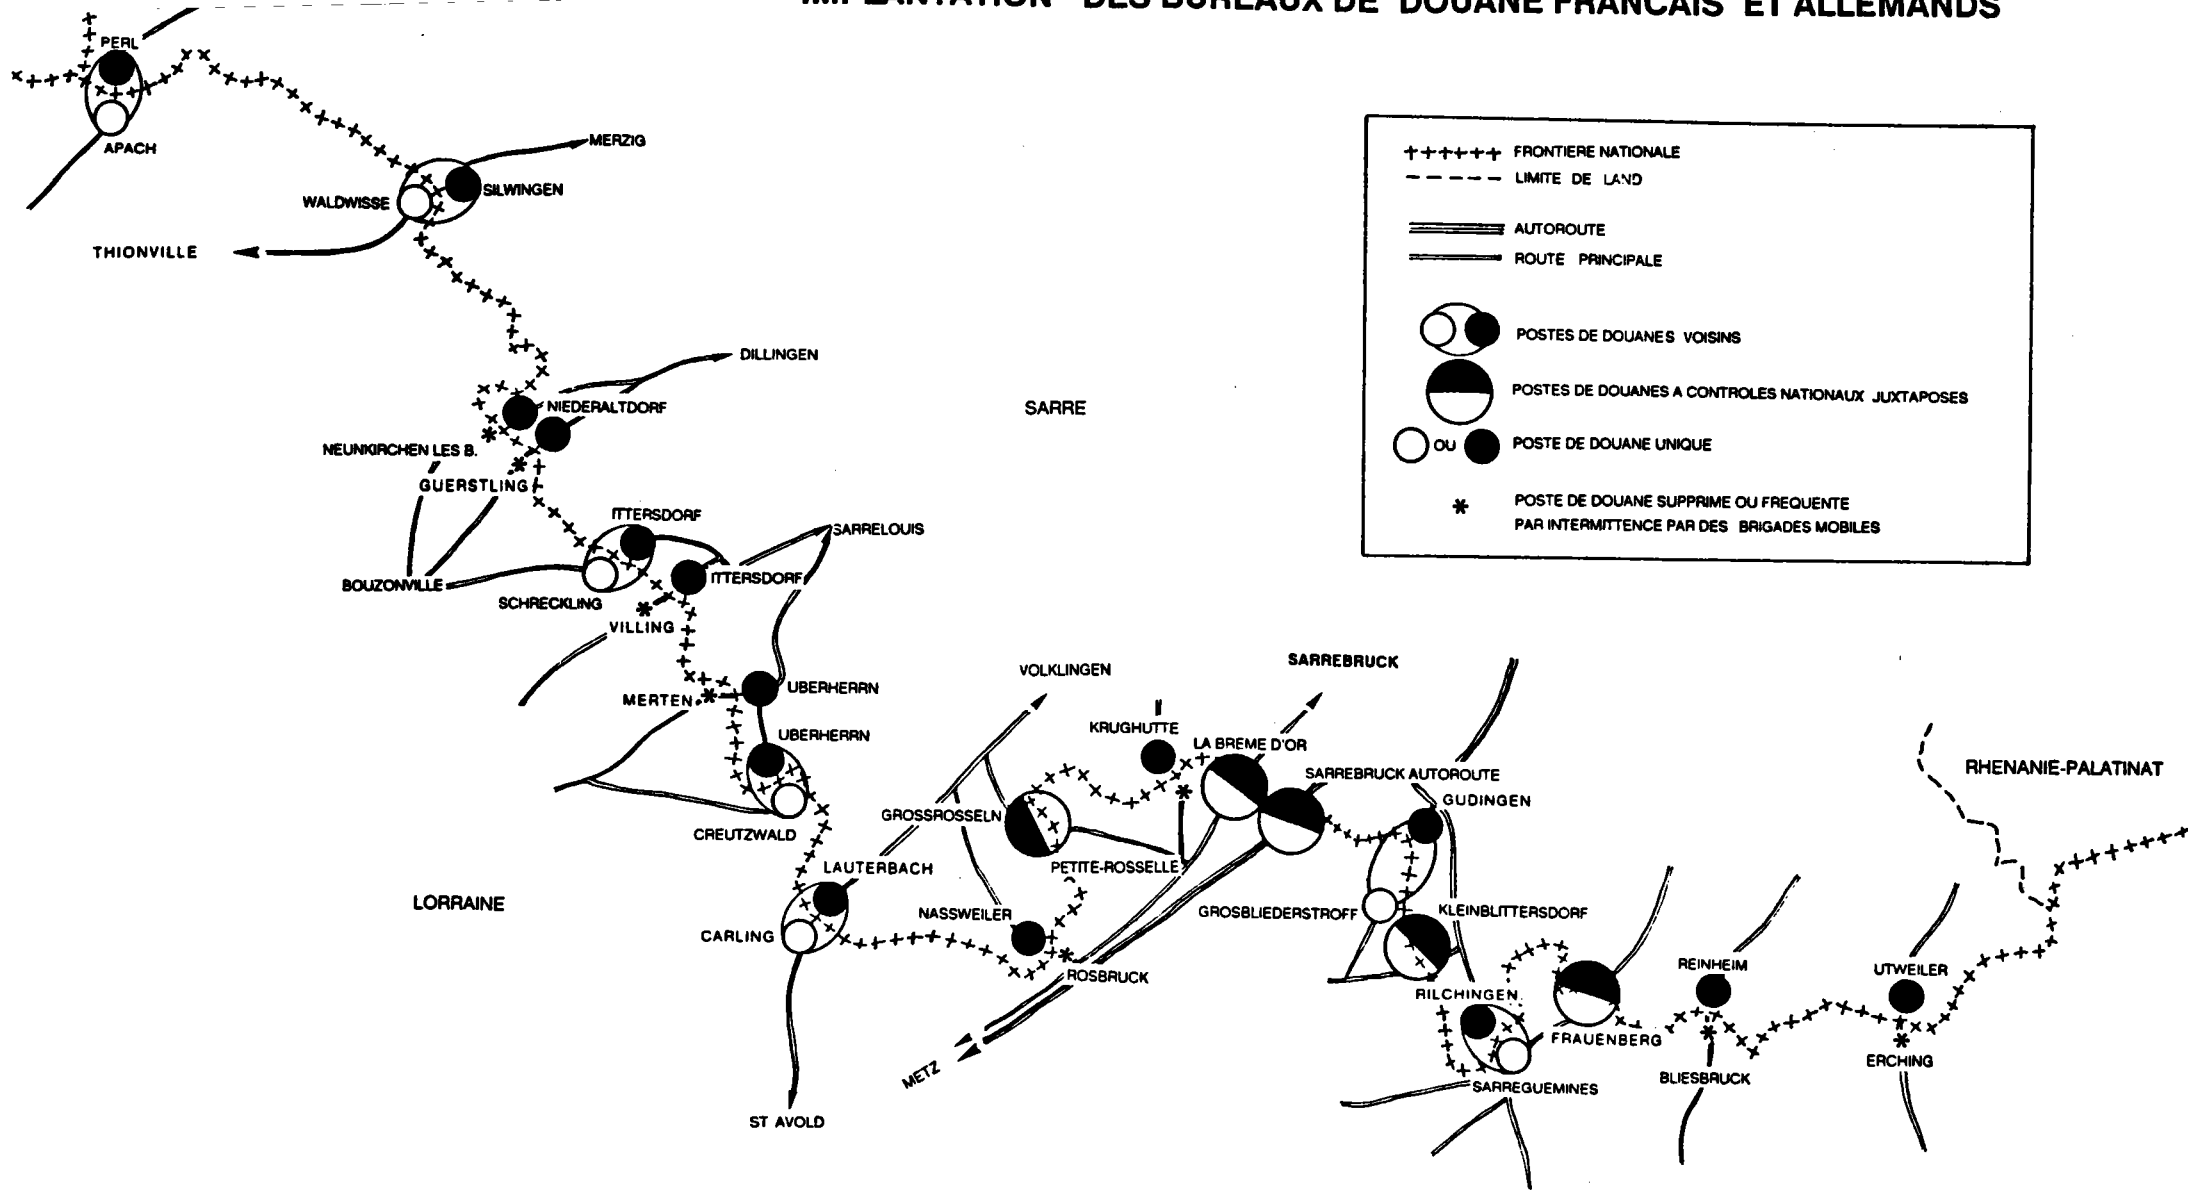 IMPLANTATION DES BUREAUX DE DOUANE FRANCAIS ET ALLEMANDS
PERL
APACH
MERZIG
SILWINGEN
WALDWISSE
THIONVILLE
FRONTIERE NATIONALE
LIMITE DE LAND
AUTOROUTE
ROUTE PRINCIPALE
POSTES DE DOUANES VOISINS
POSTES DE DOUANES A CONTROLES NATIONAUX JUXTAPOSES
OU
POSTE DE DOUANE UNIQUE
* POSTE DE DOUANE SUPPRIME OU FREQUENTE
PAR INTERMITTENCE PAR DES BRIGADES MOBILES
DILLINGEN
NIEDERALTDORF
SARRE
NEUNKIRCHEN LES B.
GUERSTLING
ITTERSDORF
SARRELOUIS
BOUZONVILLE
ITTERSDORF
SCHRECKLING
VILLING
UBERHERRN
MERTEN
UBERHERRN
CREUTZWALD
VOLKLINGEN
SARREBRUCK
KRUGHUTTE
LA BREME D'OR
SARREBRUCK AUTOROUTE
GUDINGEN
RHENANIE-PALATINAT
GROSSROSSELN
PETITE-ROSSELLE
LAUTERBACH
LORRAINE
NASSWEILER
GROSBLIEDERSTROFF
KLEINBLITTERSDORF
CARLING
ROSBRUCK
RILCHINGEN
REINHEIM
UTWEILER
FRAUENBERG
METZ
BLIESBRUCK
ERCHING
SARREGUEMINES
ST AVOLD